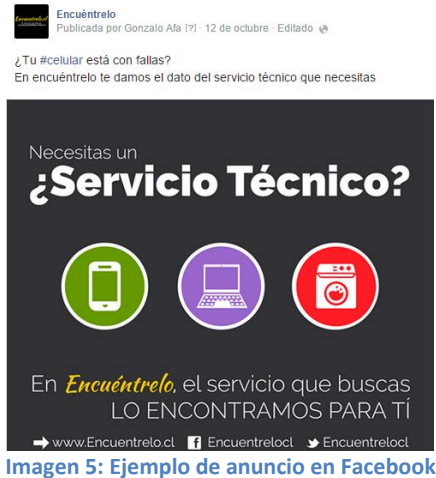 Encuéntrelo
Encuéntrelo
Publicada por Gonzalo Afa [?] · 12 de octubre · Editado
¿Tu #celular está con fallas?
En encuéntrelo te damos el dato del servicio técnico que necesitas
Necesitas un
¿Servicio Técnico?
En Encuéntrelo, el servicio que buscas
LO ENCONTRAMOS PARA TÍ
www.Encuentrelo.cl Encuentrelocl Encuentrelocl
Imagen 5: Ejemplo de anuncio en Facebook